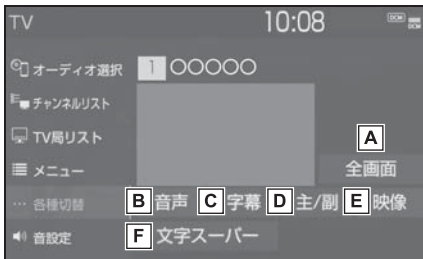 TV 10:08 DCM DCM
オーディオ選択 1 ○○○○○
チャンネルリスト
TV局リスト
A
メニュー 全画面
… 各種切替 B 音声 C 字幕 D 主/副 E 映像
音設定 F 文字スーパー